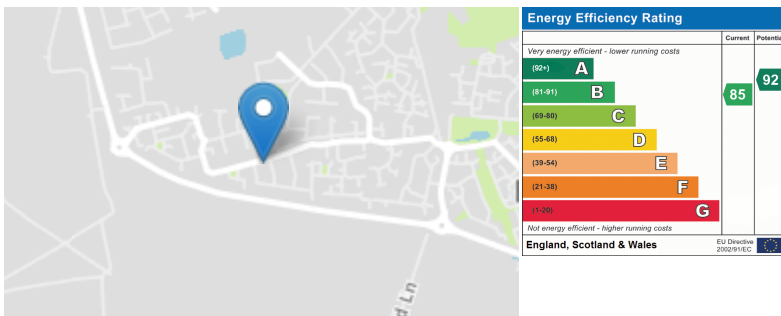 Energy Efficiency Rating
Current
Very energy efficient - lower running costs
(92+) A
(81-91) B
(69-80) C
(55-68) D
(39-54) E
(21-38) F
(1-20) G
85
92
Not energy efficient - higher running costs
England, Scotland & Wales
EU Directive
2002/91/EC
d Ln